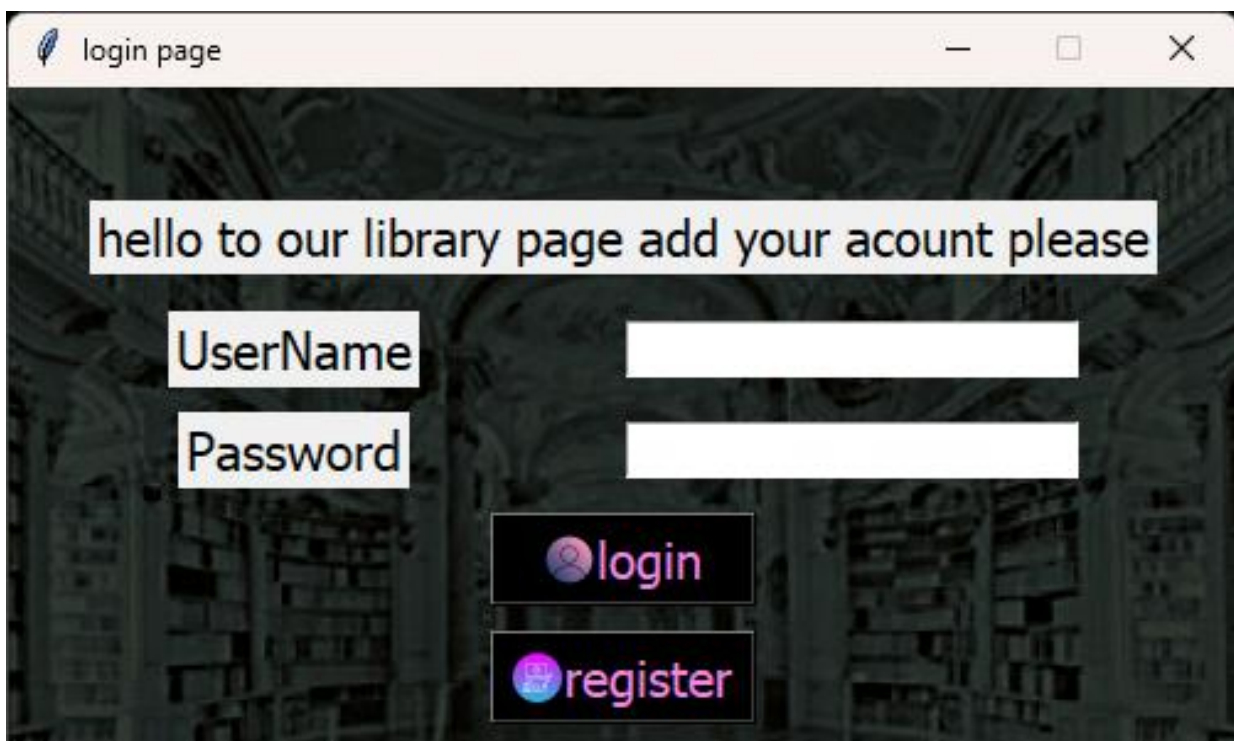 login page
hello to our library page add your acount please
UserName
Password
login
register